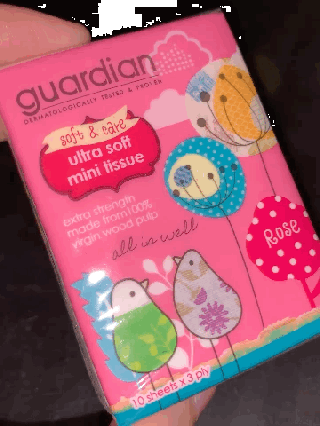 guardian
DERMATOLOGICALLY TESTED & PROVEN
soft & care
ultra soft
mini tissue
extra strength
made from 100%
virgin wood pulp
all is well
Rose
10 sheets x 3 ply